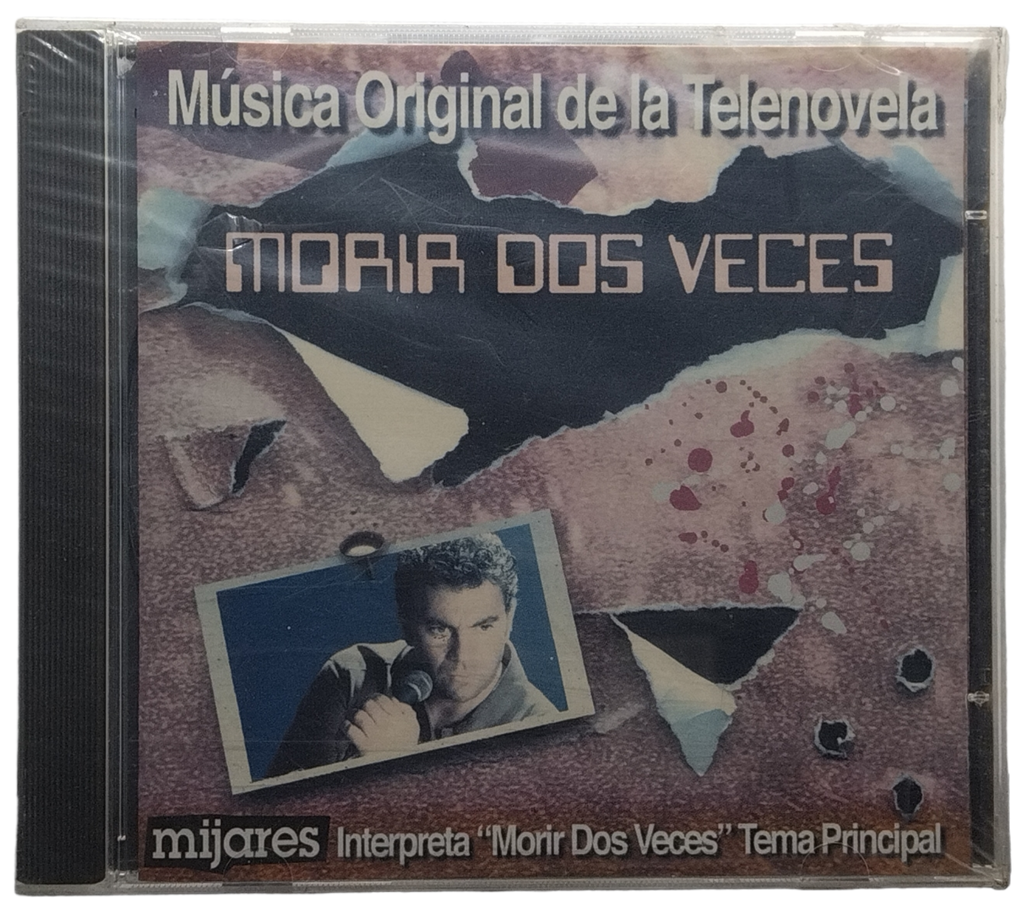 Música Original de la Telenovela
MORIR DOS VECES
mijares Interpreta “Morir Dos Veces” Tema Principal